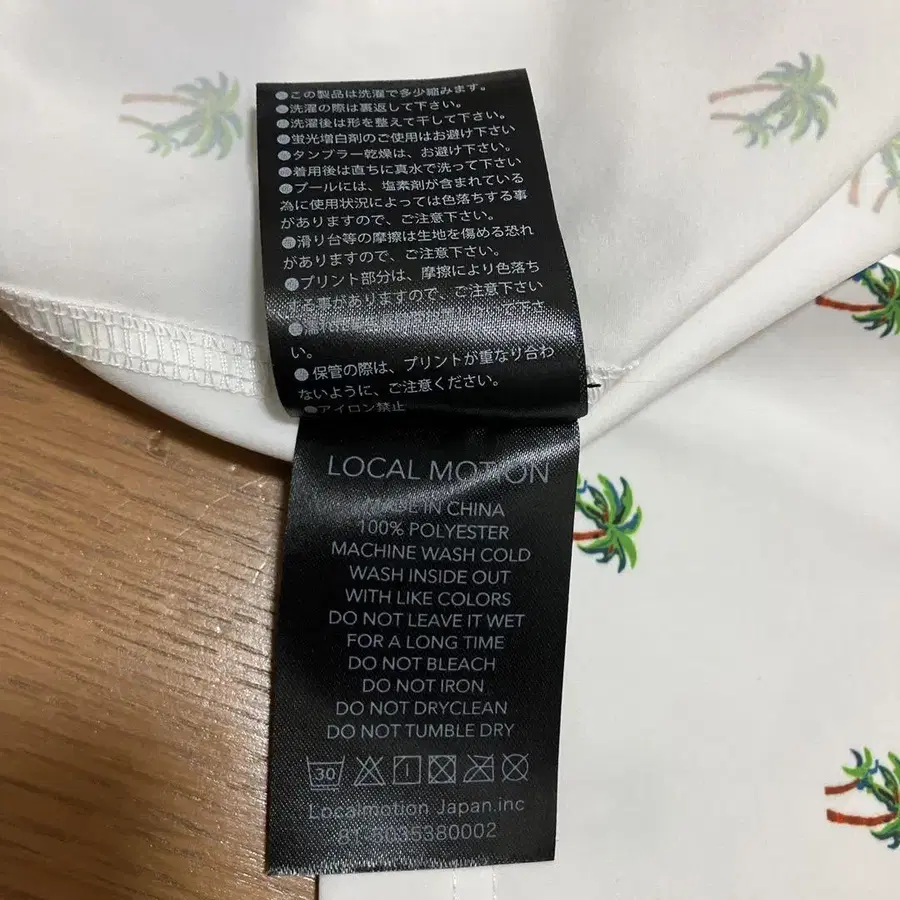 ●この製品は洗濯で多少縮みます。
●洗濯の際は裏返して下さい。
●洗濯後は形を整えて干して下さい。
●蛍光増白剤のご使用はお避け下さい
●タンブラー乾燥は、お避け下さい。
●着用後は直ちに真水で洗って下さい
●プールには、塩素剤が含まれている
為に使用状況によっては色落ちする事
がありますので、ご注意下さい。
●滑り台等の摩擦は生地を傷める恐れ
がありますので、ご注意下さい。
●プリント部分は、摩擦により色落ち
する事がありますので、ご注意下さい
い。
●保管の際は、プリントが重なり合わ
ないように、ご注意ください。
●アイロン禁止
LOCAL MOTION
MADE IN CHINA
100% POLYESTER
MACHINE WASH COLD
WASH INSIDE OUT
WITH LIKE COLORS
DO NOT LEAVE IT WET
FOR A LONG TIME
DO NOT BLEACH
DO NOT IRON
DO NOT DRYCLEAN
DO NOT TUMBLE DRY
30
Localmotion Japan.inc